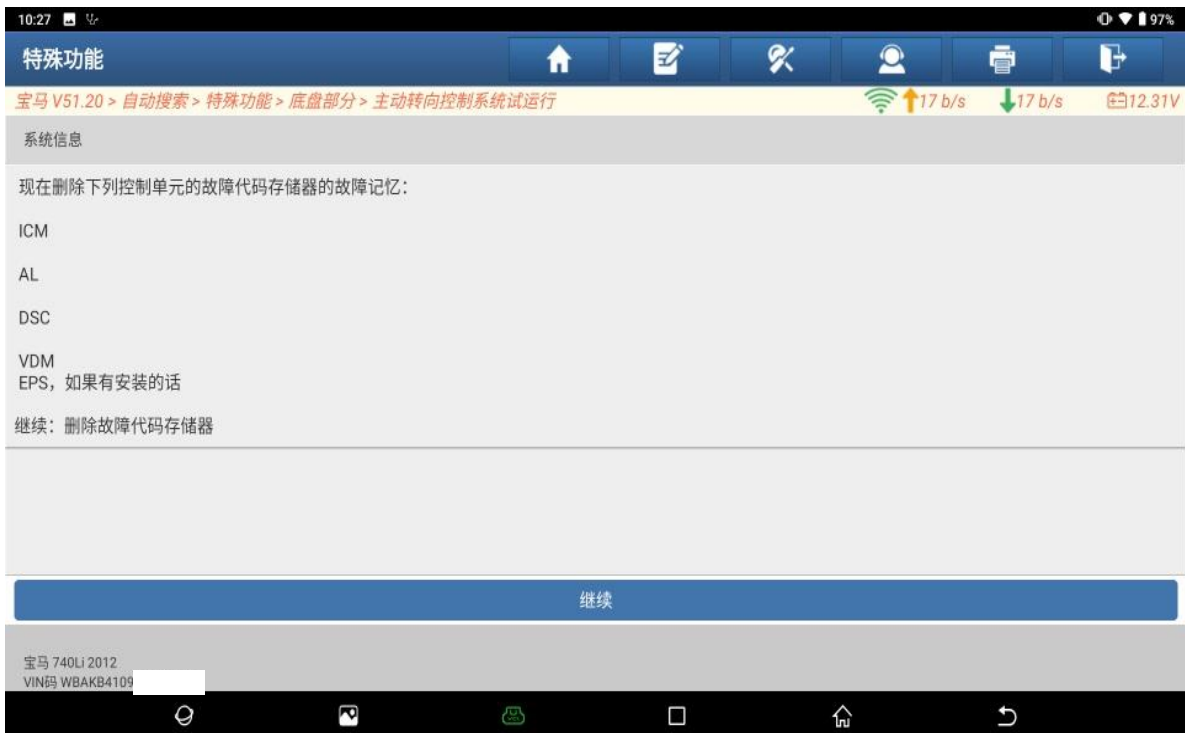 10:27
97%
特殊功能
宝马 V51.20 > 自动搜索 > 特殊功能 > 底盘部分 > 主动转向控制系统试运行
17 b/s
17 b/s
12.31V
系统信息
现在删除下列控制单元的故障代码存储器的故障记忆：
ICM
AL
DSC
VDM
EPS，如果有安装的话
继续：删除故障代码存储器
继续
宝马 740Li 2012
VIN码 WBAKB4109